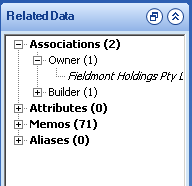 Related Data
Associations (2)
Owner (1)
Fieldmont Holdings Pty L
Builder (1)
Attributes (0)
Memos (71)
Aliases (0)